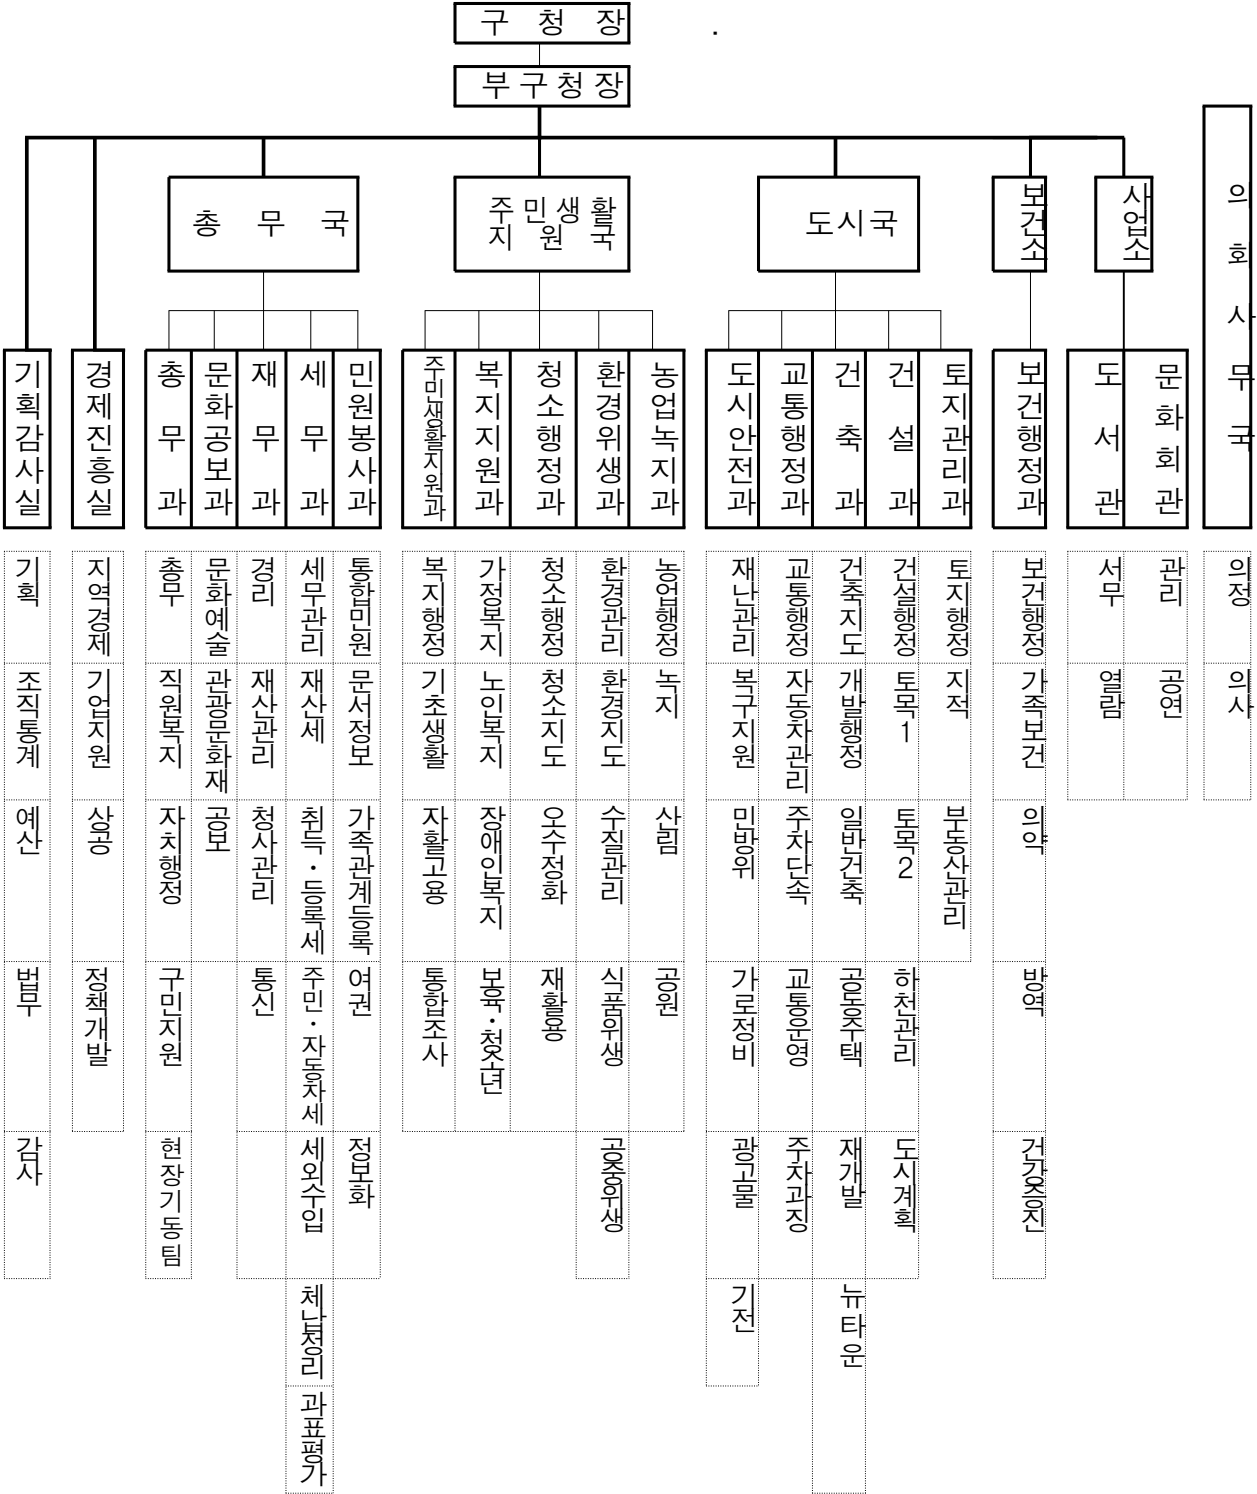 구 청 장
.
부구청장
총 무 국
주민생활
지 원 국
도시국
보건소
사업소
의회사무국
기획감사실
경제진흥실
총무과
문화공보과
재무과
세무과
민원봉사과
주민생활지원과
복지지원과
청소행정과
환경위생과
농업녹지과
도시안전과
교통행정과
건축과
건설과
토지관리과
보건행정과
도서관
문화회관
기획
지역경제
총무
문화예술
경리
세무관리
통합민원
복지행정
가정복지
청소행정
환경관리
농업행정
재난관리
교통행정
건축지도
건설행정
토지행정
보건행정
서무
관리
의정
조직통계
기업지원
직원복지
관광문화재
재산관리
재산세
문서정보
기초생활
노인복지
청소지도
환경지도
녹지
복구지원
자동차관리
개발행정
토목1
지적
가족보건
열람
공연
의사
예산
상공
자치행정
공보
청사관리
취득·등록세
가족관계등록
자활고용
장애인복지
오수정화
수질관리
산림
민방위
주차단속
일반건축
토목2
부동산관리
의약
법무
정책개발
구민지원
통신
주민·자동차세
여권
통합조사
보육·청소년
재활용
식품위생
공원
가로정비
교통운영
공동주택
하천관리
방역
감사
현장기동팀
세외수입
정보화
공중위생
광고물
주차과징
재개발
도시계획
건강증진
체납정리
기전
뉴타운
과표평가